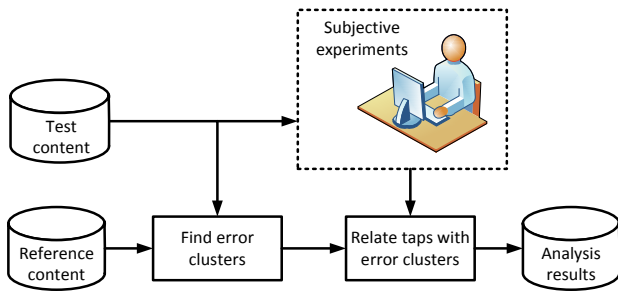 Subjective
experiments
Test
content
Reference
content
Find error
clusters
Relate taps with
error clusters
Analysis
results